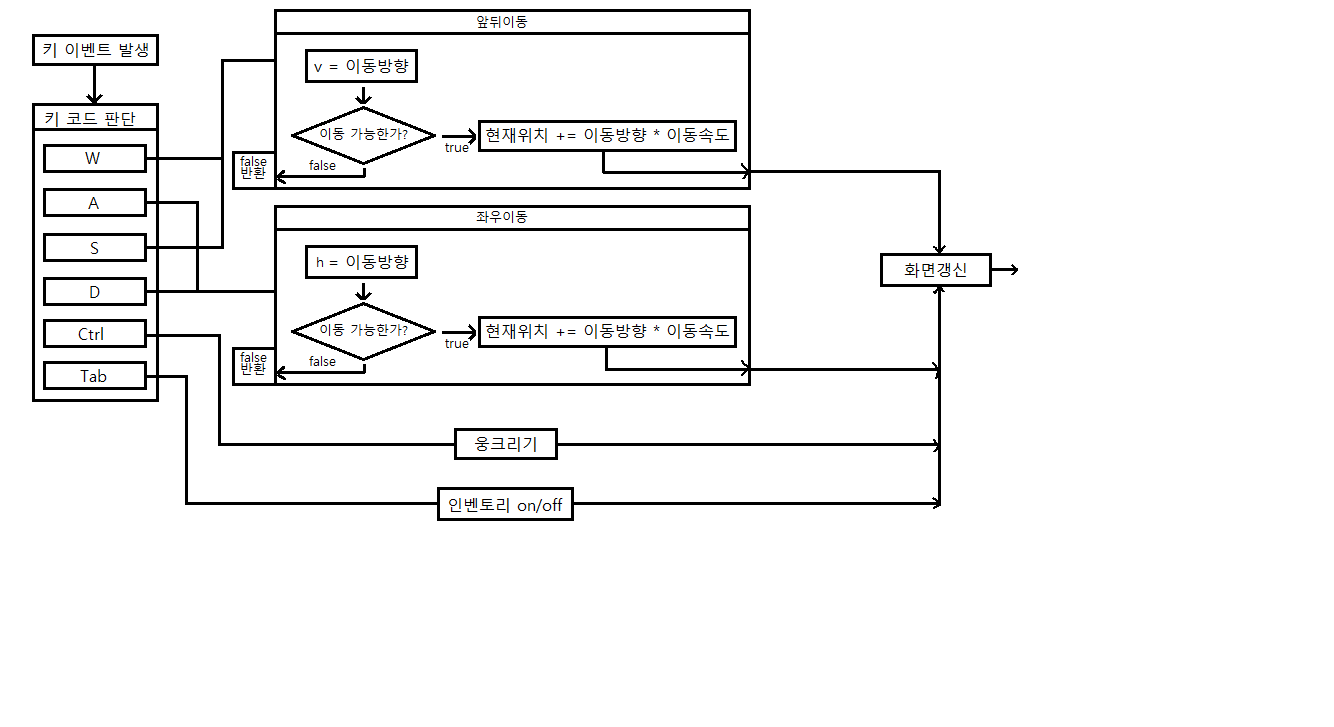 키 이벤트 발생
키 코드 판단
W
A
S
D
Ctrl
Tab
앞뒤이동
v = 이동방향
이동 가능한가?
true
현재위치 += 이동방향 * 이동속도
false
false
반환
좌우이동
h = 이동방향
이동 가능한가?
true
현재위치 += 이동방향 * 이동속도
false
false
반환
웅크리기
인벤토리 on/off
화면갱신